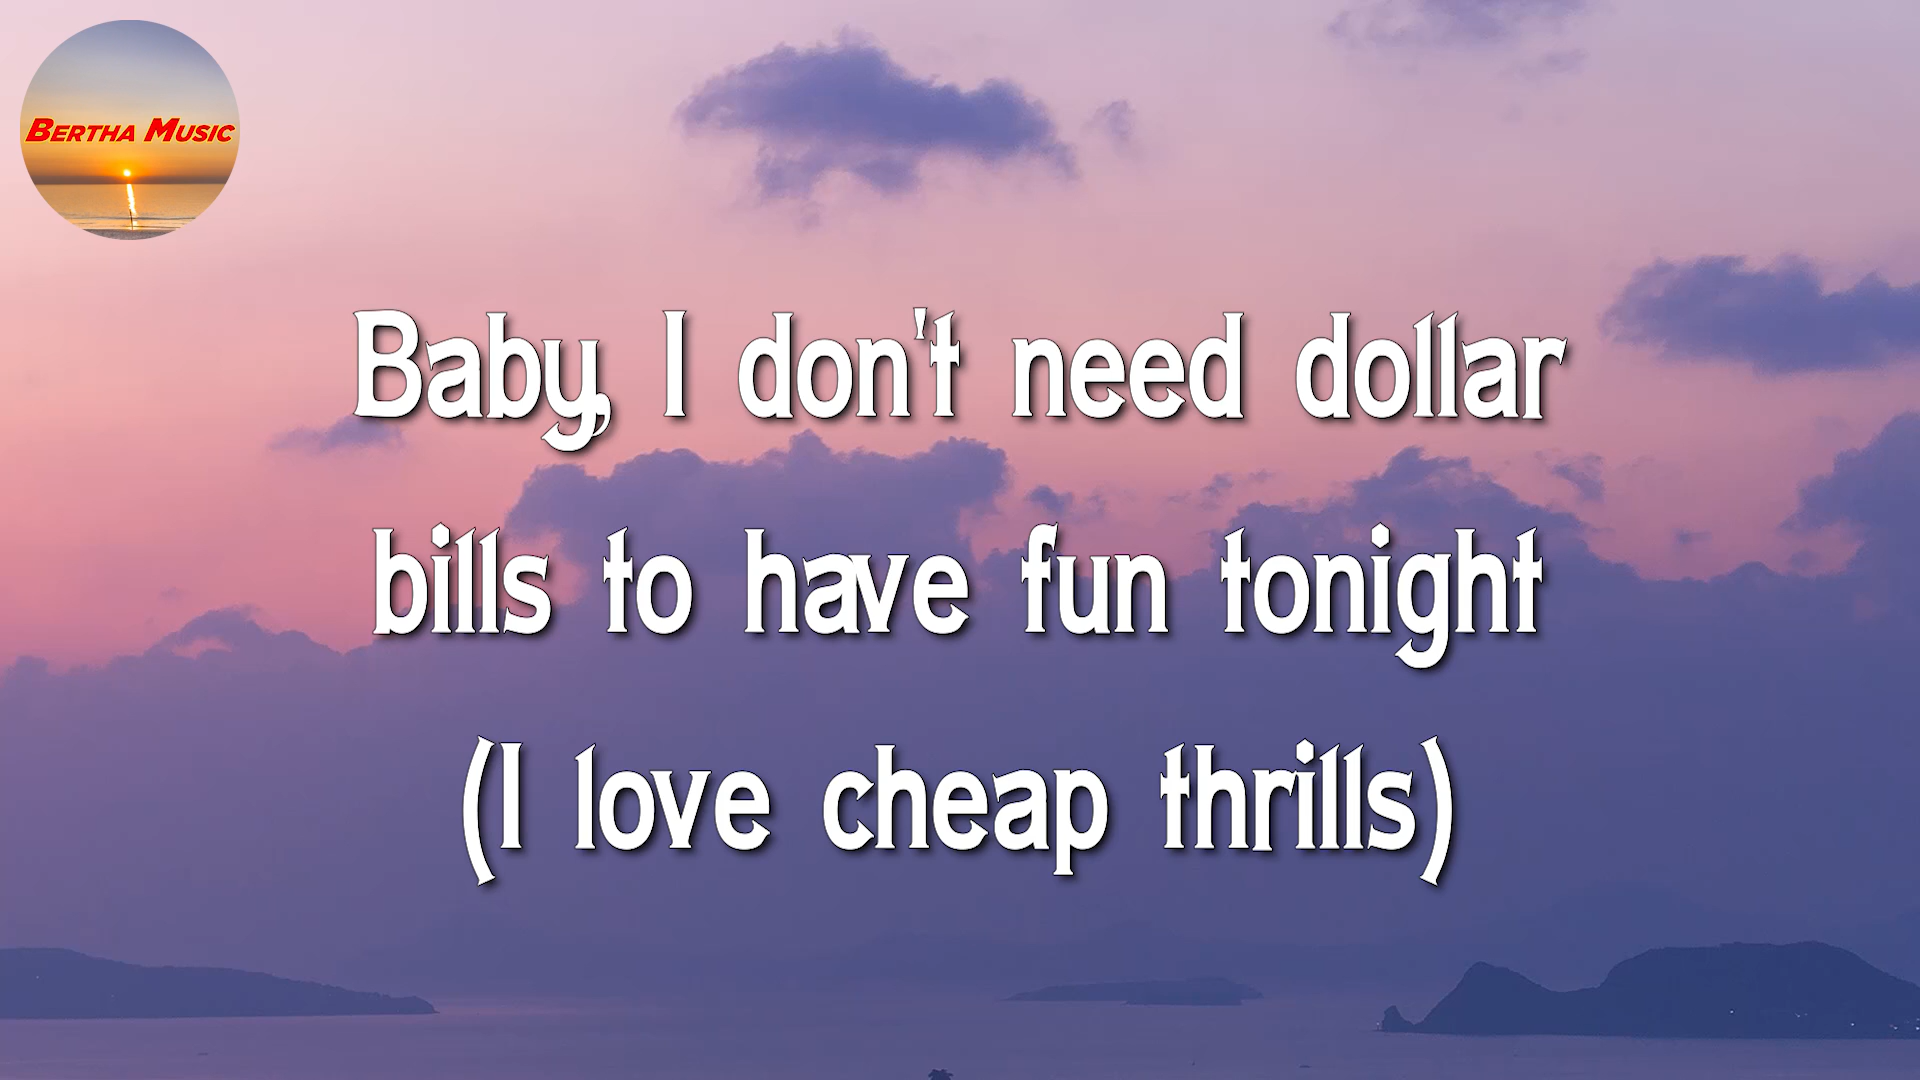 BERTHA MUSIC
Baby, I don't need dollar
bills to have fun tonight
(I love cheap thrills)